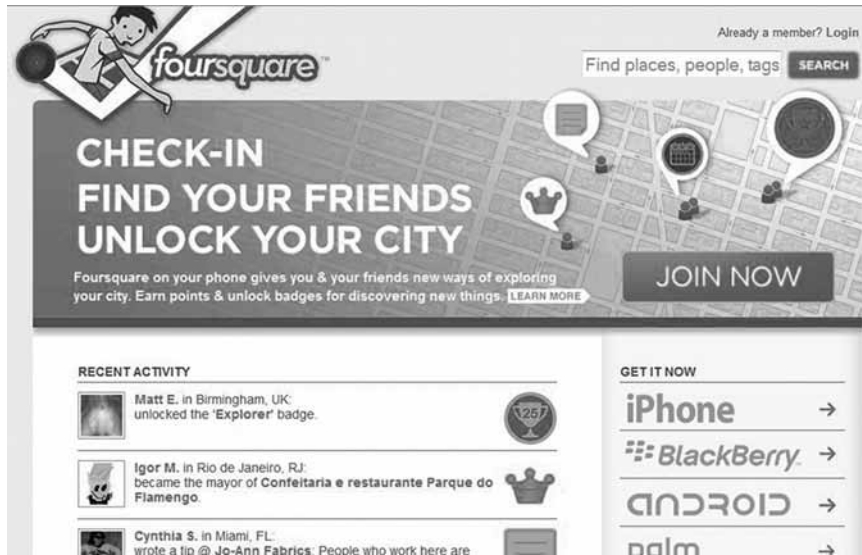 foursquare™
Already a member? Login
Find places, people, tags
SEARCH
CHECK-IN
FIND YOUR FRIENDS
UNLOCK YOUR CITY
Foursquare on your phone gives you & your friends new ways of exploring
your city. Earn points & unlock badges for discovering new things. LEARN MORE
JOIN NOW
RECENT ACTIVITY
Matt E. in Birmingham, UK:
unlocked the 'Explorer' badge.
25
Igor M. in Rio de Janeiro, RJ:
became the mayor of Confeitaria e restaurante Parque do
Flamengo.
Cynthia S. in Miami, FL:
wrote a tip @ Jo-Ann Fabrics: People who work here are
GET IT NOW
iPhone →
BlackBerry. →
ANDROID →
palm →